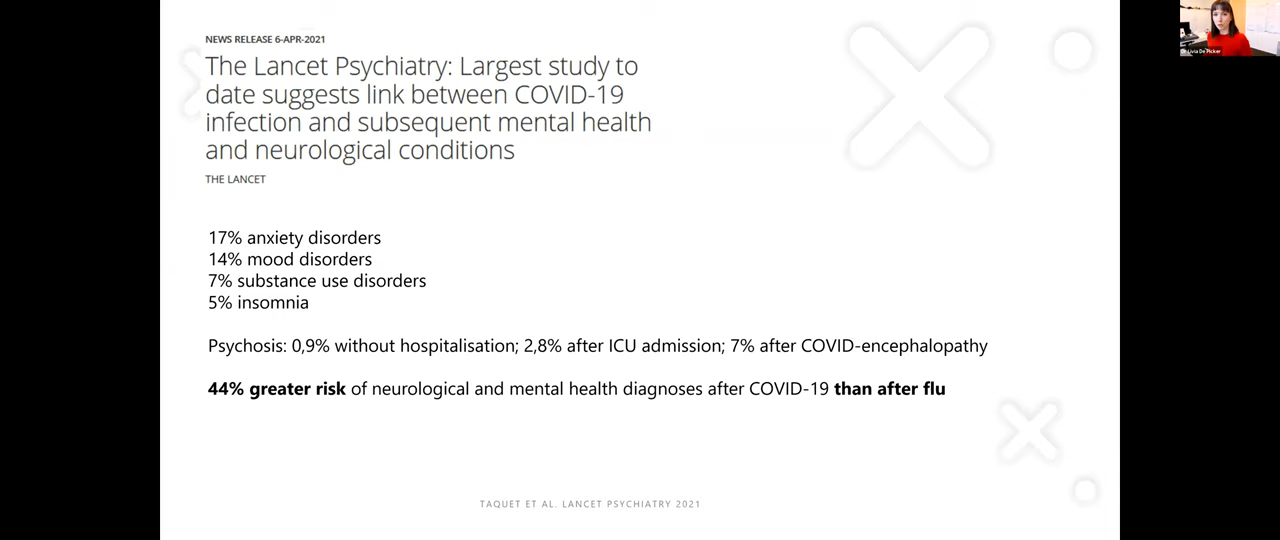 NEWS RELEASE 6-APR-2021
The Lancet Psychiatry: Largest study to
date suggests link between COVID-19
infection and subsequent mental health
and neurological conditions
THE LANCET
17% anxiety disorders
14% mood disorders
7% substance use disorders
5% insomnia
Psychosis: 0,9% without hospitalisation; 2,8% after ICU admission; 7% after COVID-encephalopathy
44% greater risk of neurological and mental health diagnoses after COVID-19 than after flu
TAQUET ET AL. LANCET PSYCHIATRY 2021
Livia De Picker